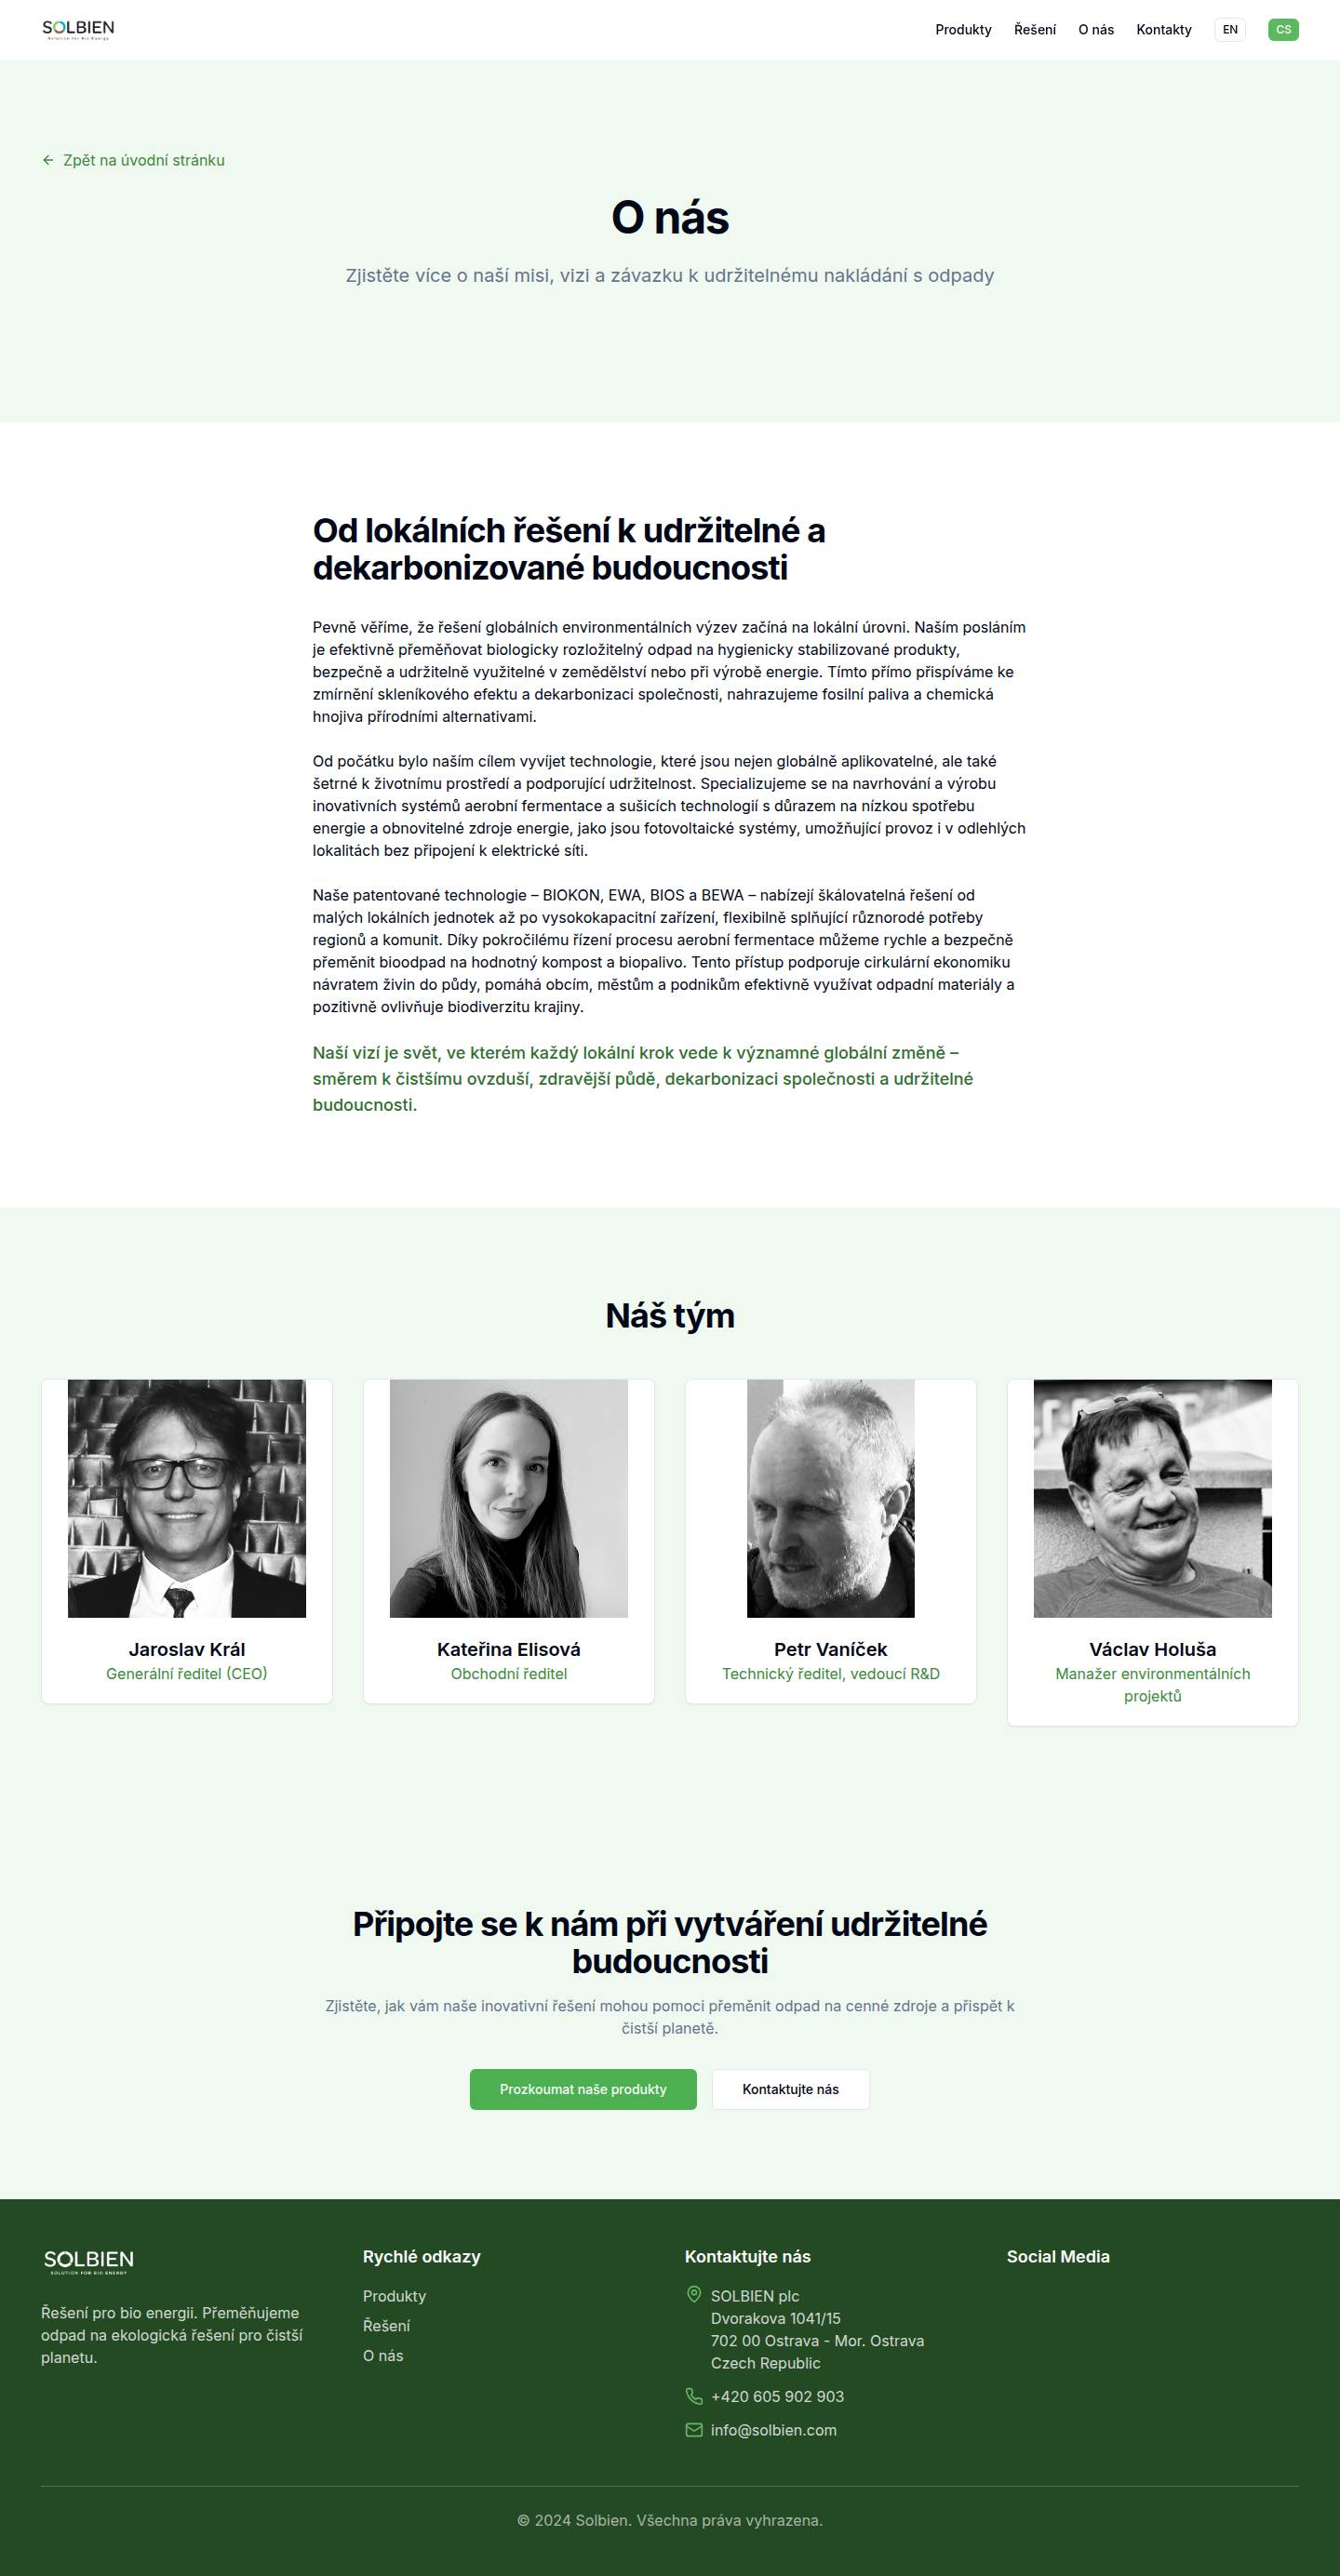 SOLBIEN
Solution for Bio Energy
Produkty
Řešení
O nás
Kontakty
EN
CS
Zpět na úvodní stránku
O nás
Zjistěte více o naší misi, vizi a závazku k udržitelnému nakládání s odpady
Od lokálních řešení k udržitelné a
dekarbonizované budoucnosti
Pevně věříme, že řešení globálních environmentálních výzev začíná na lokální úrovni. Naším posláním
je efektivně přeměňovat biologicky rozložitelný odpad na hygienicky stabilizované produkty,
bezpečně a udržitelně využitelné v zemědělství nebo při výrobě energie. Tímto přímo přispíváme ke
zmírnění skleníkového efektu a dekarbonizaci společnosti, nahrazujeme fosilní paliva a chemická
hnojiva přírodními alternativami.
Od počátku bylo naším cílem vyvíjet technologie, které jsou nejen globálně aplikovatelné, ale také
šetrné k životnímu prostředí a podporující udržitelnost. Specializujeme se na navrhování a výrobu
inovativních systémů aerobní fermentace a sušicích technologií s důrazem na nízkou spotřebu
energie a obnovitelné zdroje energie, jako jsou fotovoltaické systémy, umožňující provoz i v odlehlých
lokalitách bez připojení k elektrické síti.
Naše patentované technologie – BIOKON, EWA, BIOS a BEWA – nabízejí škálovatelná řešení od
malých lokálních jednotek až po vysokokapacitní zařízení, flexibilně splňující různorodé potřeby
regionů a komunit. Díky pokročilému řízení procesu aerobní fermentace můžeme rychle a bezpečně
přeměnit bioodpad na hodnotný kompost a biopalivo. Tento přístup podporuje cirkulární ekonomiku
návratem živin do půdy, pomáhá obcím, městům a podnikům efektivně využívat odpadní materiály a
pozitivně ovlivňuje biodiverzitu krajiny.
Naší vizí je svět, ve kterém každý lokální krok vede k významné globální změně –
směrem k čistšímu ovzduší, zdravější půdě, dekarbonizaci společnosti a udržitelné
budoucnosti.
Náš tým
Jaroslav Král
Generální ředitel (CEO)
Kateřina Elisová
Obchodní ředitel
Petr Vaníček
Technický ředitel, vedoucí R&D
Václav Holuša
Manažer environmentálních
projektů
Připojte se k nám při vytváření udržitelné
budoucnosti
Zjistěte, jak vám naše inovativní řešení mohou pomoci přeměnit odpad na cenné zdroje a přispět k
čistší planetě.
Prozkoumat naše produkty
Kontaktujte nás
SOLBIEN
SOLUTION FOR BIO ENERGY
Řešení pro bio energii. Přeměňujeme
odpad na ekologická řešení pro čistší
planetu.
Rychlé odkazy
Produkty
Řešení
O nás
Kontaktujte nás
SOLBIEN plc
Dvorakova 1041/15
702 00 Ostrava - Mor. Ostrava
Czech Republic
+420 605 902 903
info@solbien.com
Social Media
© 2024 Solbien. Všechna práva vyhrazena.